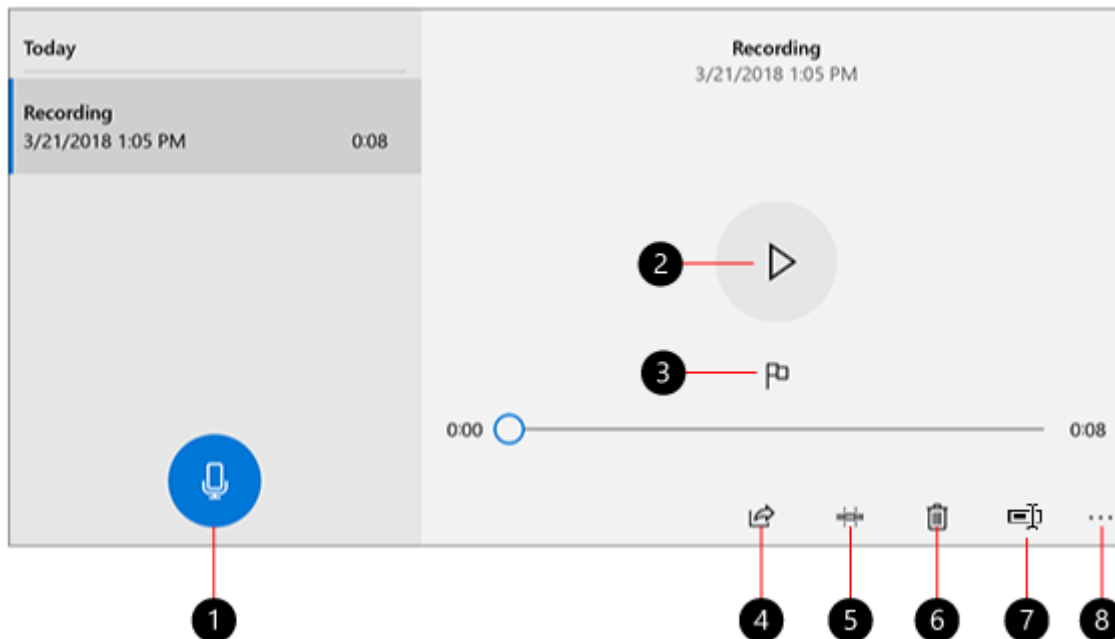 Today
Recording
3/21/2018 1:05 PM 0:08
Recording
3/21/2018 1:05 PM
2
3
0:00 0:08
1 4 5 6 7 8